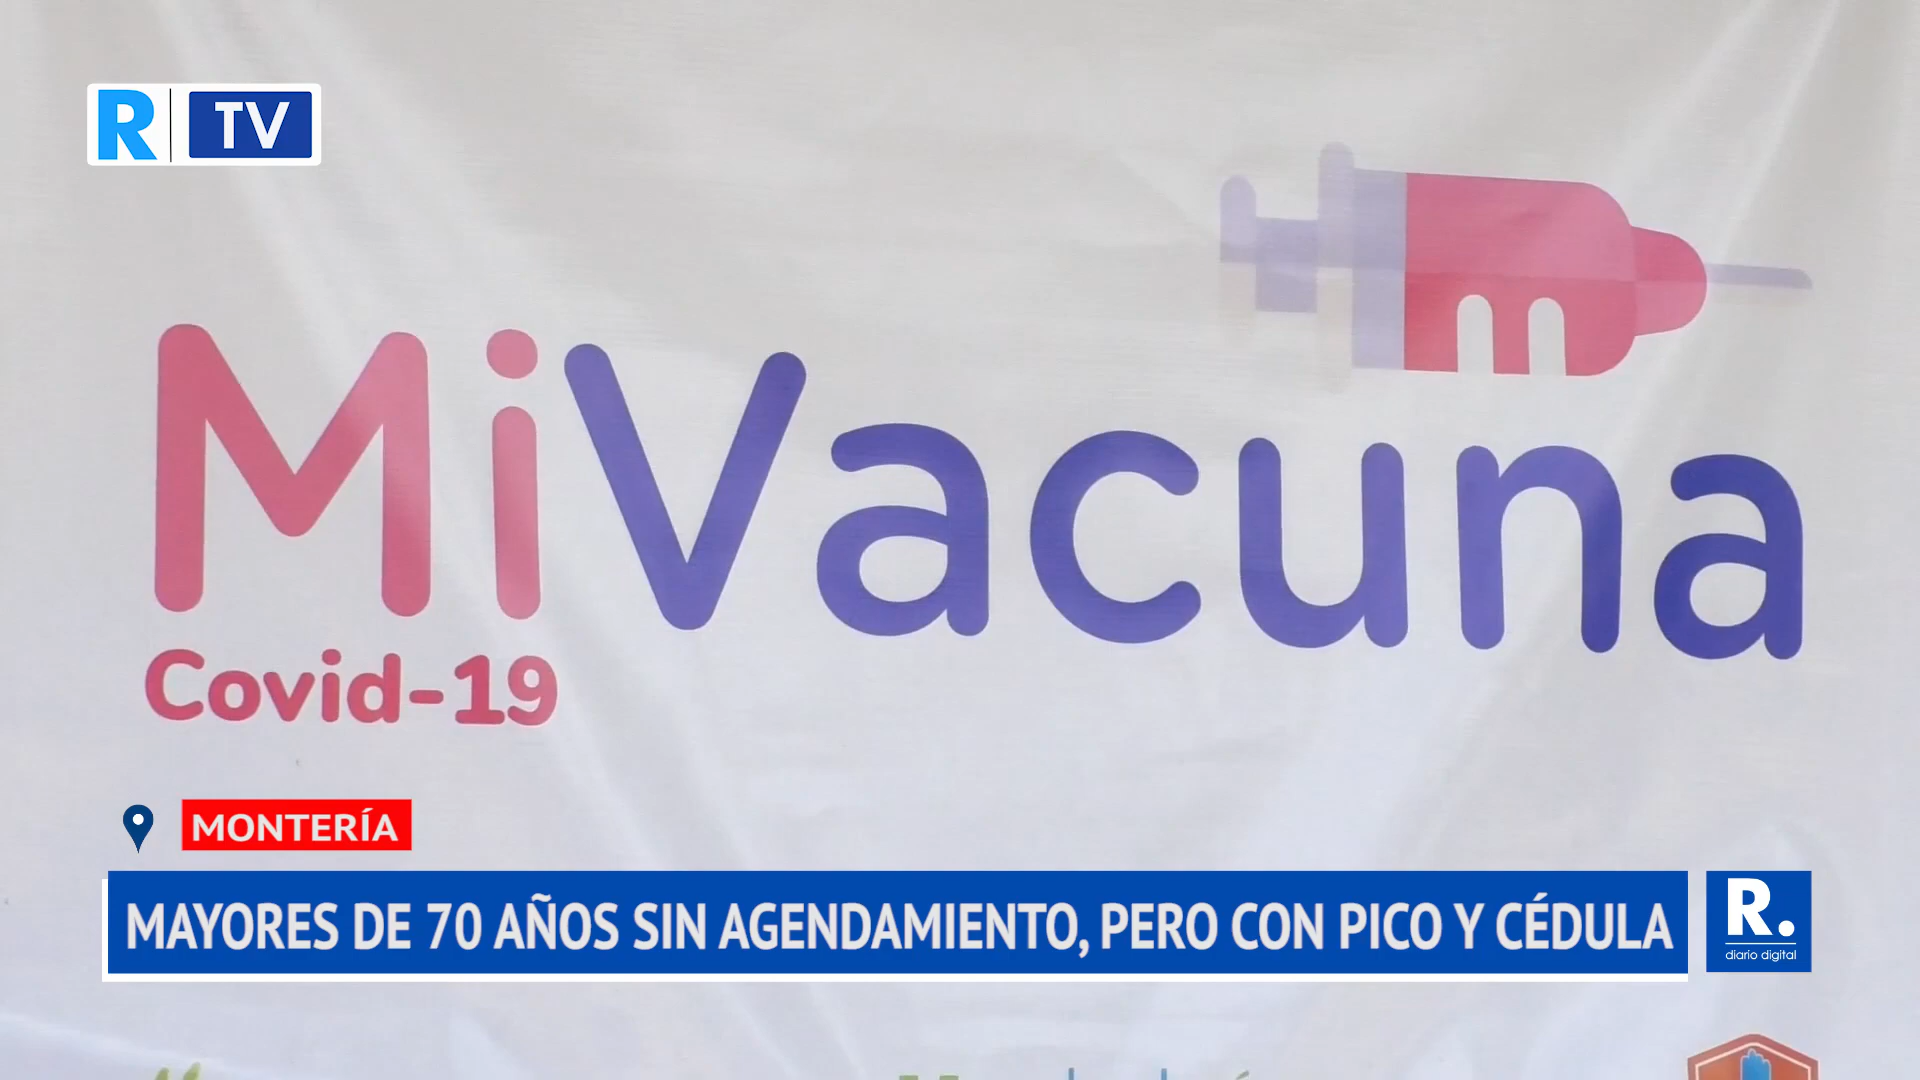 R TV
MiVacuna
Covid-19
MONTERÍA
MAYORES DE 70 AÑOS SIN AGENDAMIENTO, PERO CON PICO Y CÉDULA
R.
diario digital